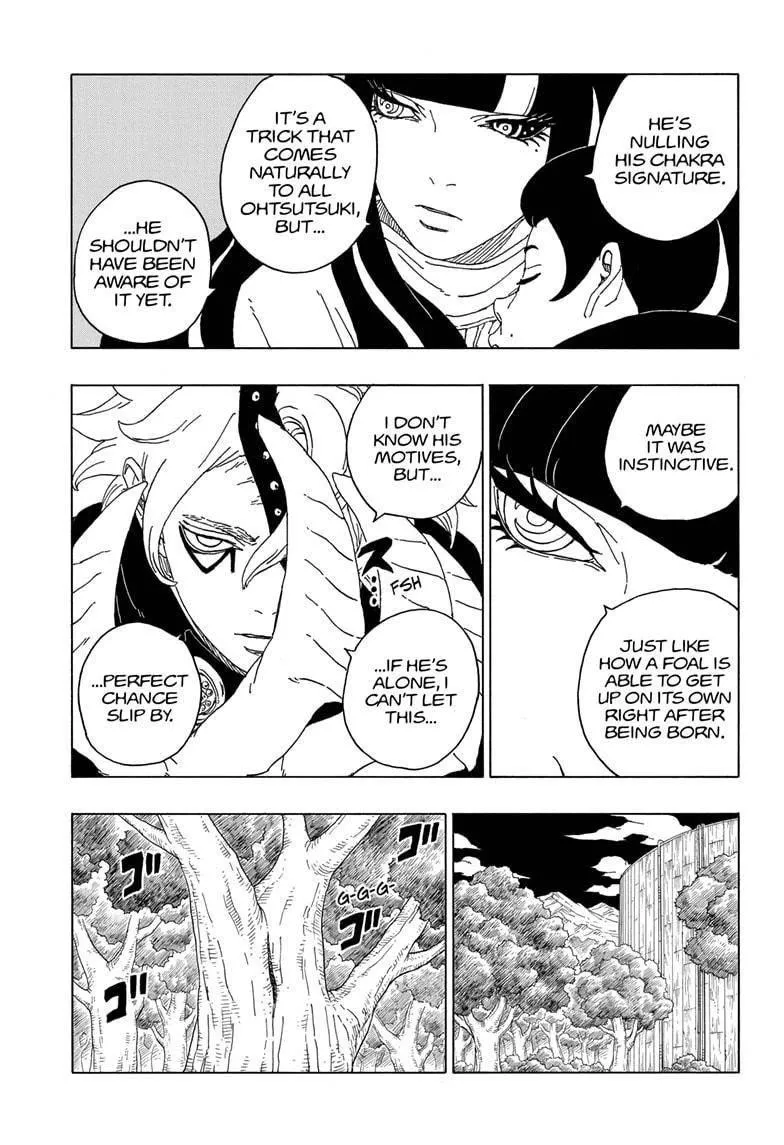 HE'S
NULLING
HIS CHAKRA
SIGNATURE.
IT'S A
TRICK THAT
COMES
NATURALLY
TO ALL
OHTSUTSUKI,
BUT...
...HE
SHOULDN'T
HAVE BEEN
AWARE OF
IT YET.
MAYBE
IT WAS
INSTINCTIVE.
JUST LIKE
HOW A FOAL IS
ABLE TO GET
UP ON ITS OWN
RIGHT AFTER
BEING BORN.
I DON'T
KNOW HIS
MOTIVES,
BUT...
FSH
...IF HE'S
ALONE, I
CAN'T LET
THIS...
...PERFECT
CHANCE
SLIP BY.
ゴ
G-G-G-
ゴ
ゴ
ゴ